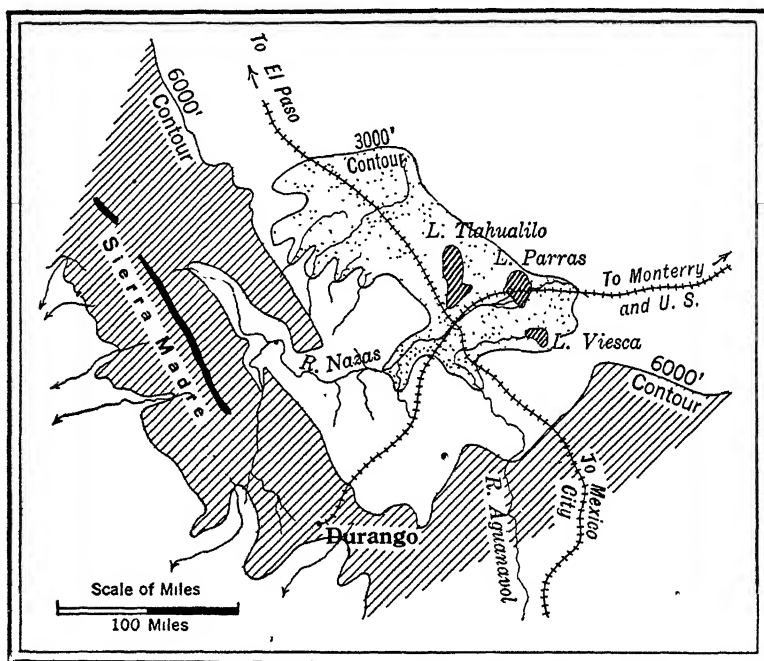 To El Paso
6000'
Contour
3000'
Contour
L. Tlahualilo
L. Parras
To Monterry
and U. S.
Sierra Madre
R. Nazas
L. Viesca
6000'
Contour
To Mexico
City
R. Aguanavol
Durango
Scale of Miles
100 Miles